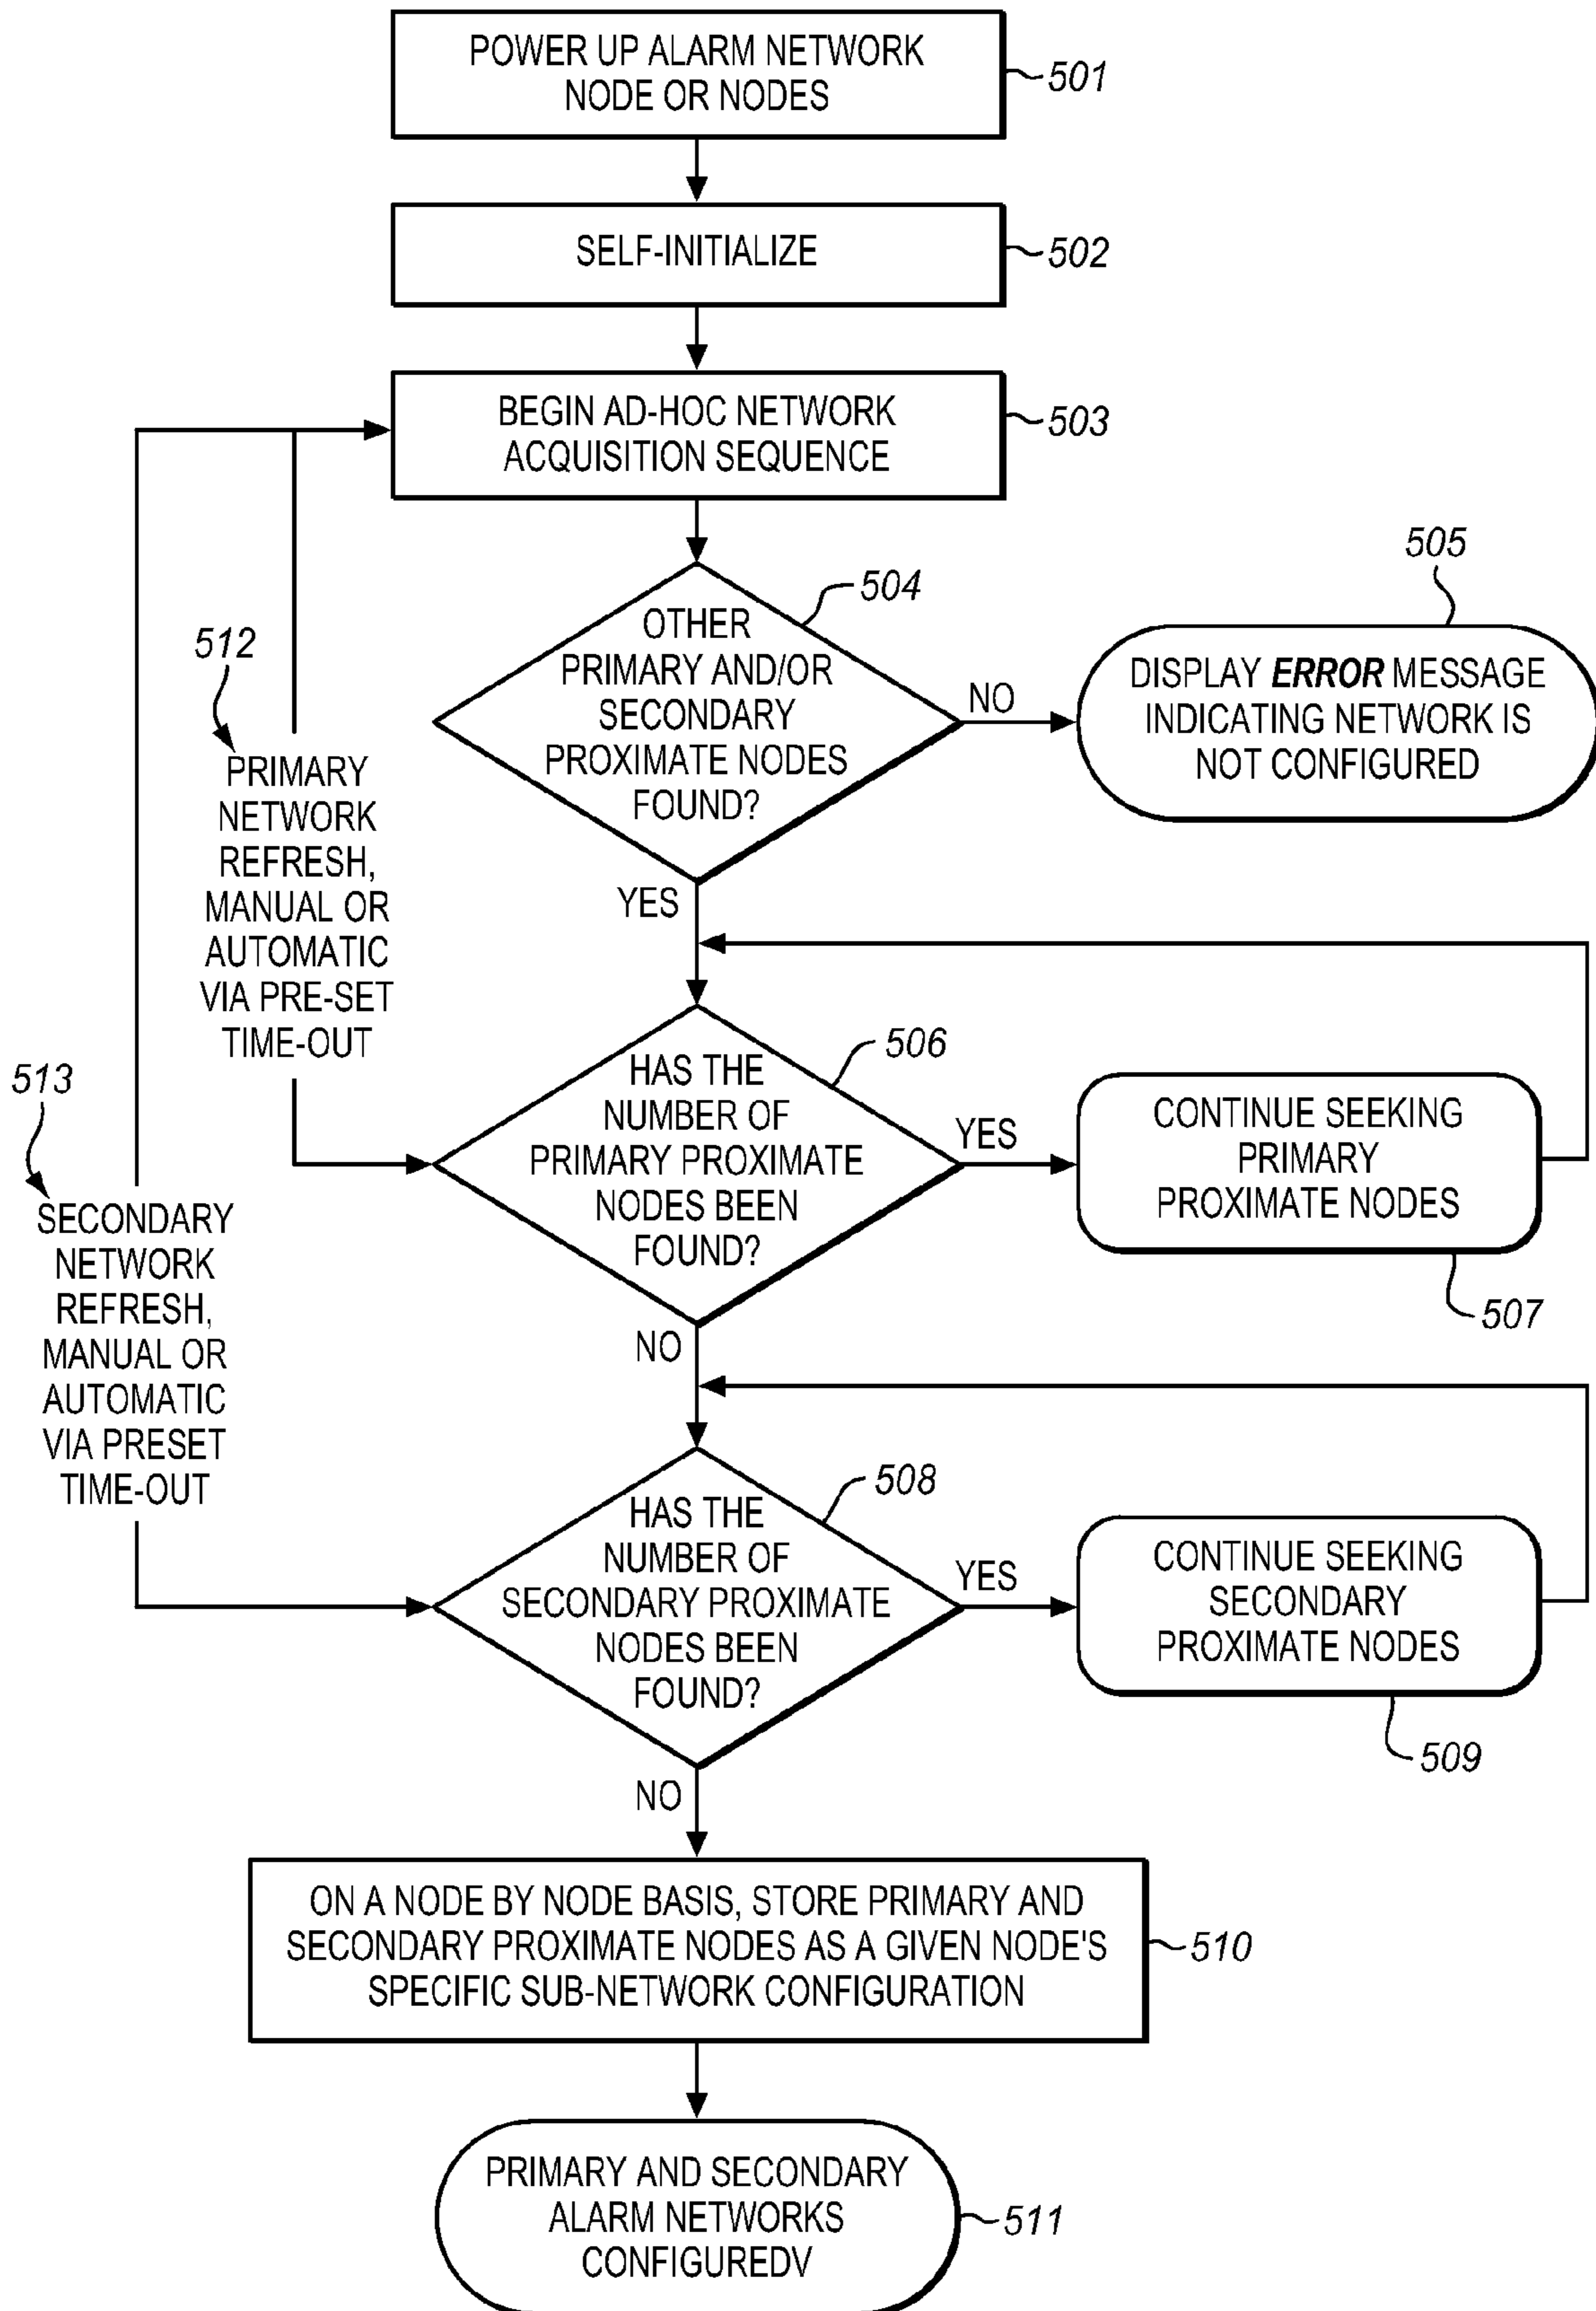 POWER UP ALARM NETWORK
NODE OR NODES
501
SELF-INITIALIZE
502
BEGIN AD-HOC NETWORK
ACQUISITION SEQUENCE
503
504
OTHER
PRIMARY AND/OR
SECONDARY
PROXIMATE NODES
FOUND?
NO
505
DISPLAY ERROR MESSAGE
INDICATING NETWORK IS
NOT CONFIGURED
YES
512
PRIMARY
NETWORK
REFRESH,
MANUAL OR
AUTOMATIC
VIA PRE-SET
TIME-OUT
506
HAS THE
NUMBER OF
PRIMARY PROXIMATE
NODES BEEN
FOUND?
YES
CONTINUE SEEKING
PRIMARY
PROXIMATE NODES
507
NO
513
SECONDARY
NETWORK
REFRESH,
MANUAL OR
AUTOMATIC
VIA PRESET
TIME-OUT
508
HAS THE
NUMBER OF
SECONDARY PROXIMATE
NODES BEEN
FOUND?
YES
CONTINUE SEEKING
SECONDARY
PROXIMATE NODES
509
NO
ON A NODE BY NODE BASIS, STORE PRIMARY AND
SECONDARY PROXIMATE NODES AS A GIVEN NODE'S
SPECIFIC SUB-NETWORK CONFIGURATION
510
PRIMARY AND SECONDARY
ALARM NETWORKS
CONFIGUREDV
511